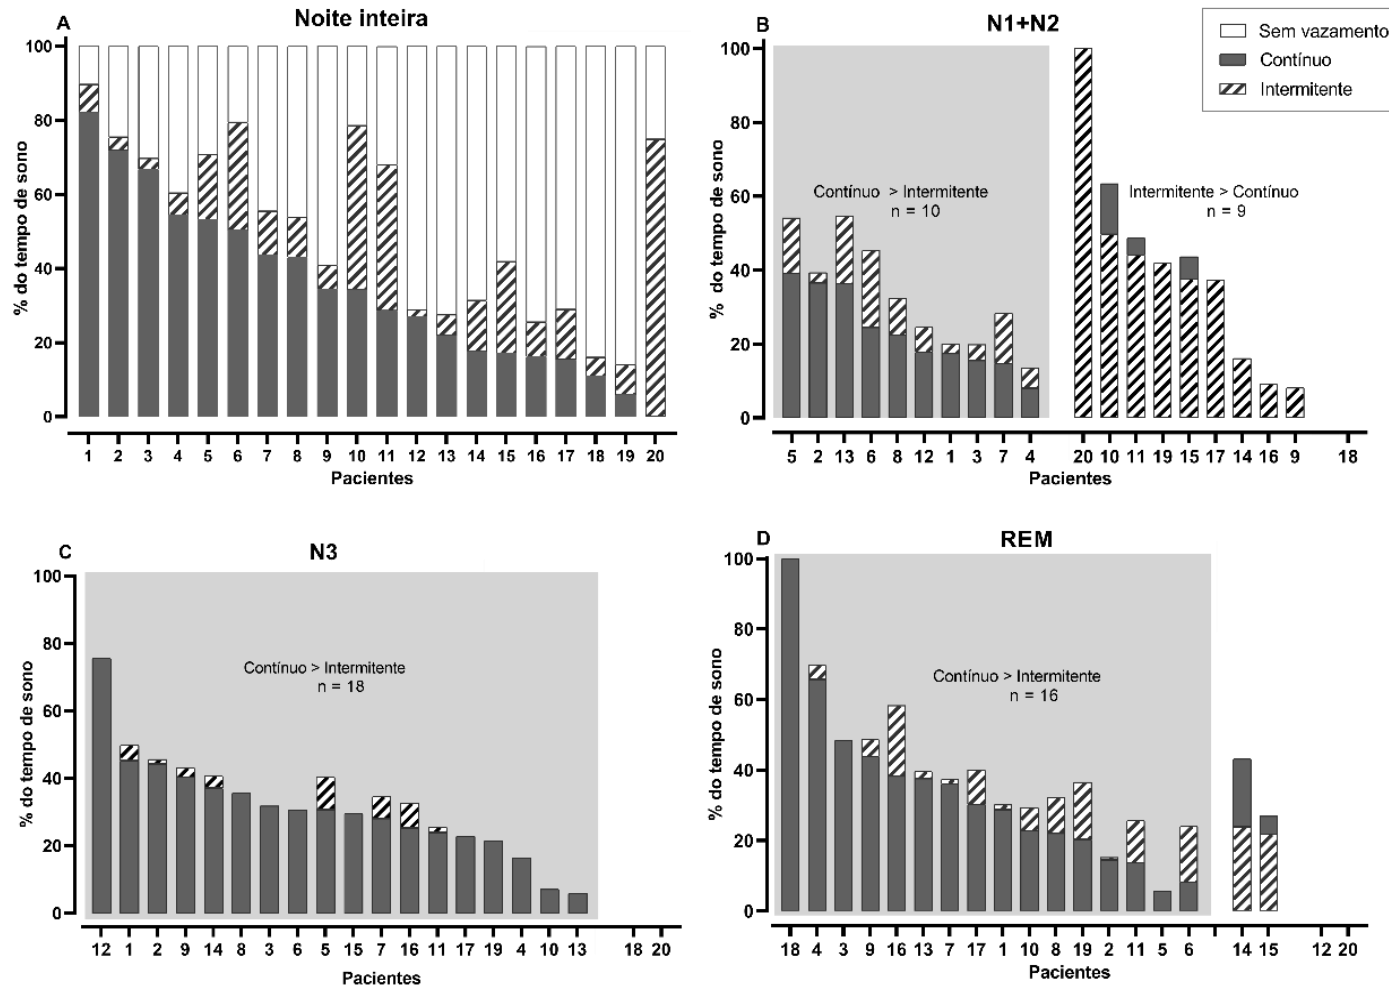 A
Noite inteira
100
80
60
40
20
0
% do tempo de sono
1 2 3 4 5 6 7 8 9 10 11 12 13 14 15 16 17 18 19 20
Pacientes
B
N1+N2
Sem vazamento
Contínuo
Intermitente
100
80
60
40
20
0
% do tempo de sono
Contínuo > Intermitente
n = 10
Intermitente > Contínuo
n = 9
5 2 13 6 8 12 1 3 7 4 20 10 11 19 15 17 14 16 9 18
Pacientes
C
N3
100
80
60
40
20
0
% do tempo de sono
Contínuo > Intermitente
n = 18
12 1 2 9 14 8 3 6 5 15 7 16 11 17 19 4 10 13 18 20
Pacientes
D
REM
100
80
60
40
20
0
% do tempo de sono
Contínuo > Intermitente
n = 16
18 4 3 9 16 13 7 17 1 10 8 19 2 11 5 6 14 15 12 20
Pacientes